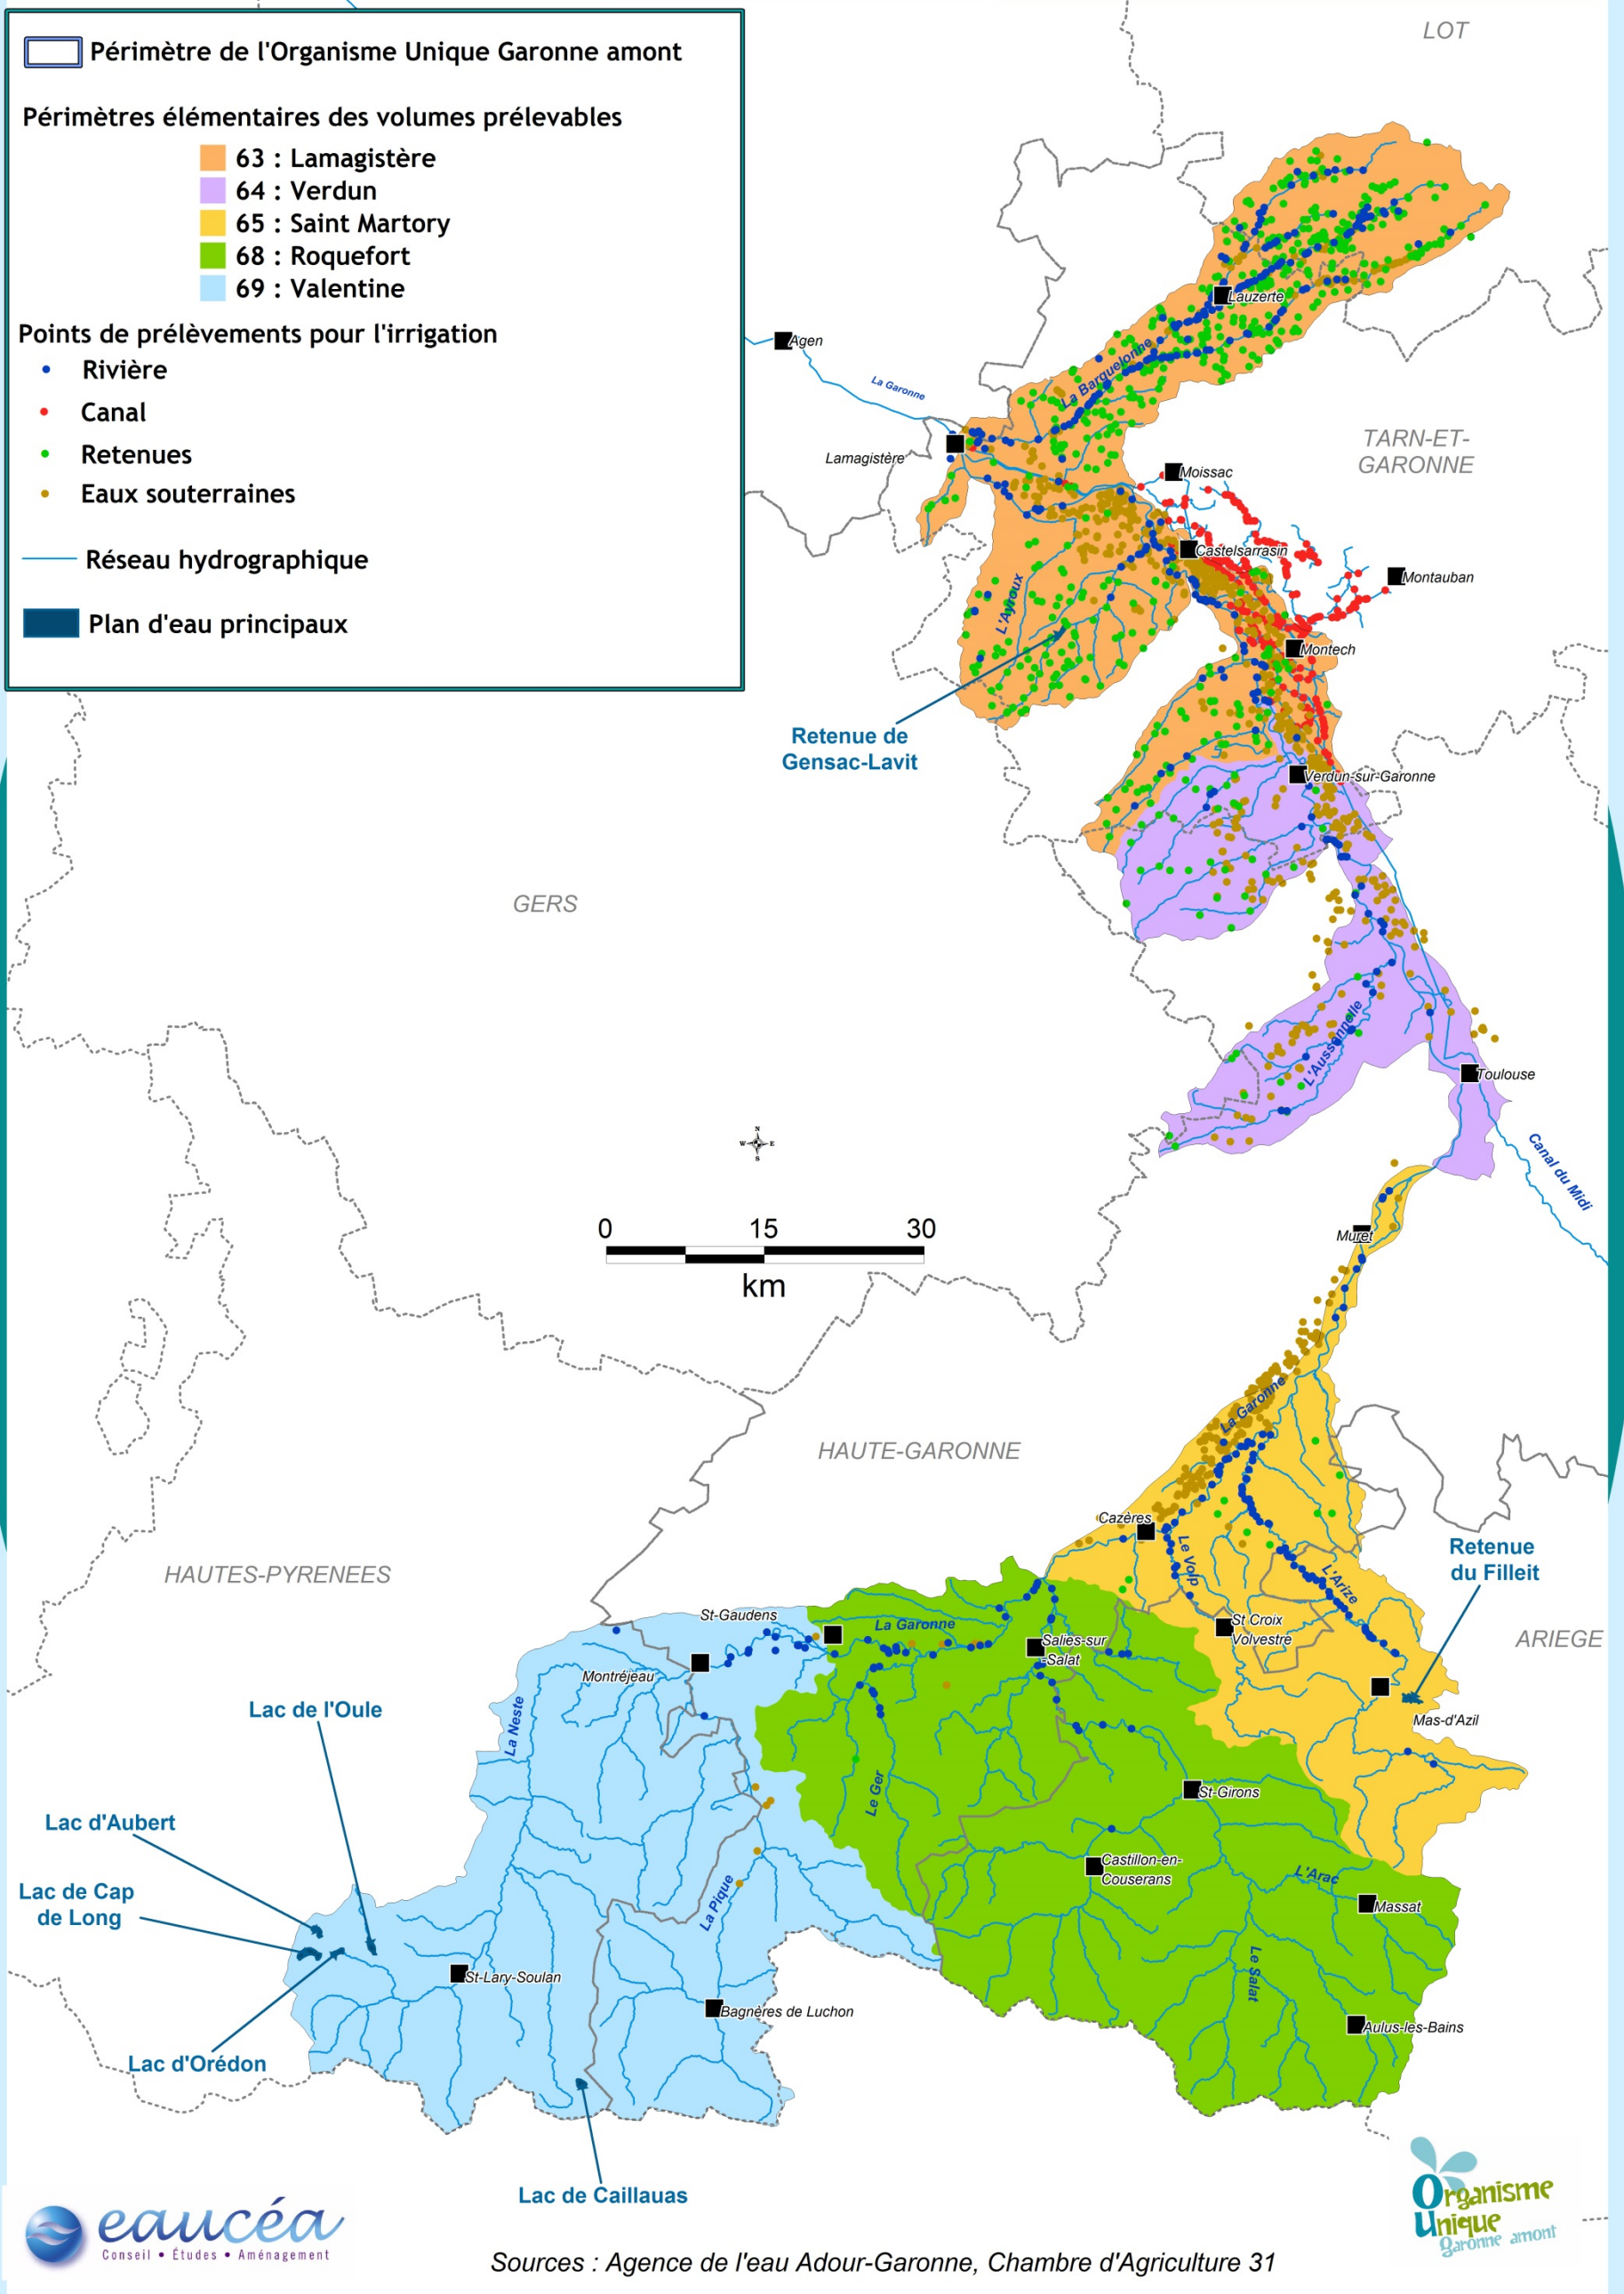 Périmètre de l'Organisme Unique Garonne amont
Périmètres élémentaires des volumes prélevables
63 : Lamagistère
64 : Verdun
65 : Saint Martory
68 : Roquefort
69 : Valentine
Points de prélèvements pour l'irrigation
Rivière
Canal
Retenues
Eaux souterraines
Réseau hydrographique
Plan d'eau principaux
LOT
Lauzerte
Agen
La Garonne
La Barguelonne
TARN-ET-
GARONNE
Lamagistère
Moissac
Castelsarrasin
Montauban
L'Ayroux
Montech
Retenue de
Gensac-Lavit
Verdun-sur-Garonne
GERS
L'Aussonnelle
Toulouse
N
W
E
S
Canal du Midi
0
15
30
km
Muret
La Garonne
HAUTE-GARONNE
Cazères
Le Volp
L'Arize
Retenue
du Filleit
HAUTES-PYRENEES
St-Gaudens
La Garonne
St Croix
Volvestre
ARIEGE
Salies-sur
-Salat
Montréjeau
Mas-d'Azil
La Neste
Lac de l'Oule
Le Ger
St-Girons
Lac d'Aubert
Castillon-en-
Couserans
L'Arac
Lac de Cap
de Long
La Pique
Massat
St-Lary-Soulan
Le Salat
Bagnères de Luchon
Aulus-les-Bains
Lac d'Orédon
Lac de Caillauas
eaucéa
Conseil • Études • Aménagement
Organisme
Unique
garonne amont
Sources : Agence de l'eau Adour-Garonne, Chambre d'Agriculture 31